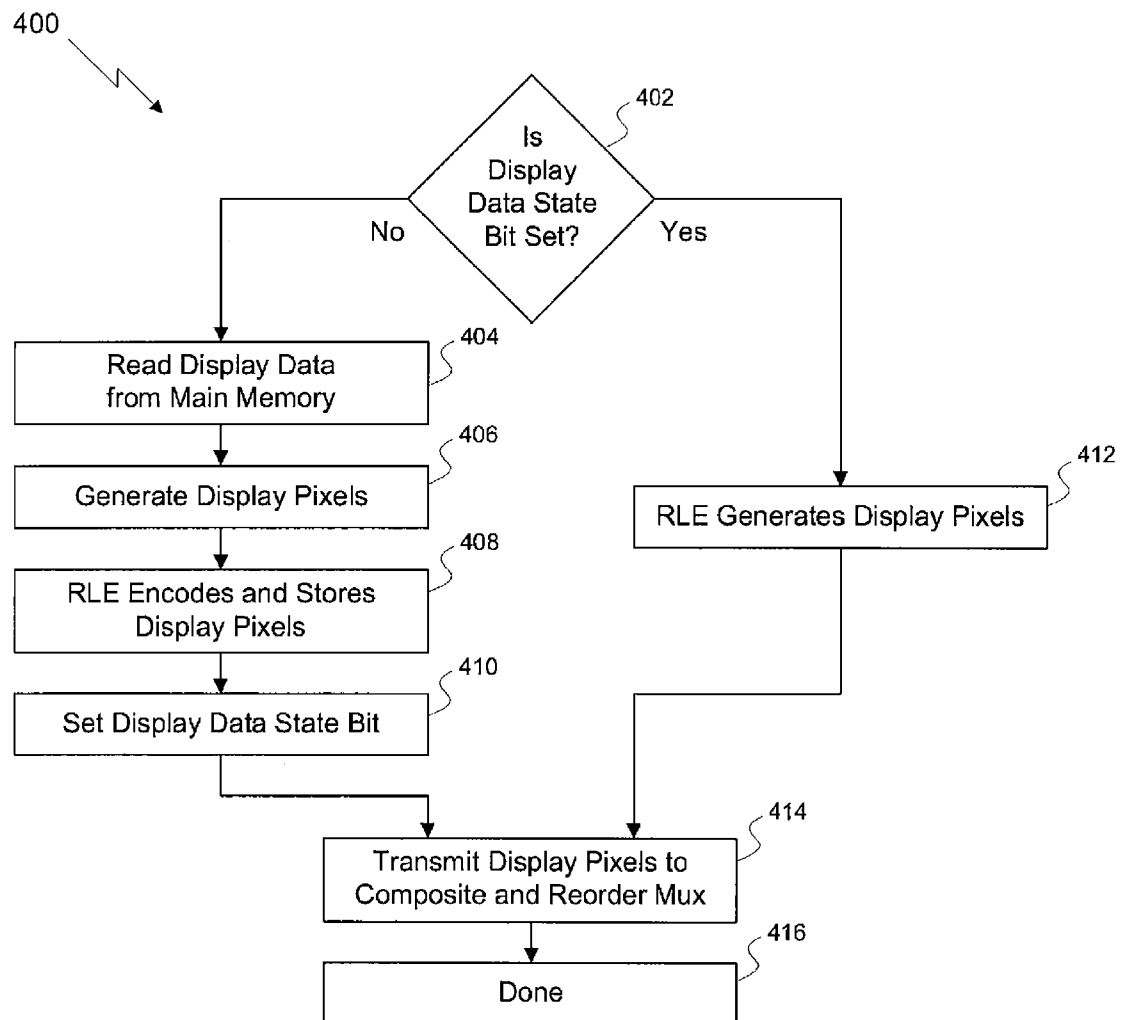 400
402
Is
Display
Data State
Bit Set?
No
Yes
404
Read Display Data
from Main Memory
406
Generate Display Pixels
412
RLE Generates Display Pixels
408
RLE Encodes and Stores
Display Pixels
410
Set Display Data State Bit
414
Transmit Display Pixels to
Composite and Reorder Mux
416
Done